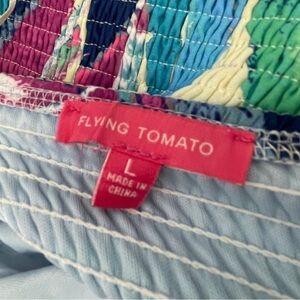 FLYING TOMATO
L
MADE IN
CHINA